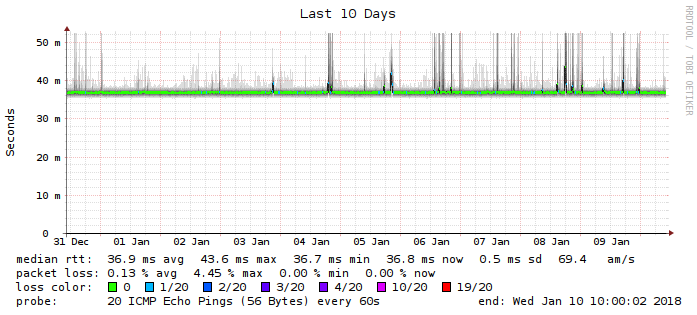 Last 10 Days
RRDTOOL / TOBI OETIKER
Seconds
50 m
40 m
30 m
20 m
10 m
0
31 Dec 01 Jan 02 Jan 03 Jan 04 Jan 05 Jan 06 Jan 07 Jan 08 Jan 09 Jan
median rtt: 36.9 ms avg 43.6 ms max 36.7 ms min 36.8 ms now 0.5 ms sd 69.4 am/s
packet loss: 0.13 % avg 4.45 % max 0.00 % min 0.00 % now
loss color: 0 1/20 2/20 3/20 4/20 10/20 19/20
probe: 20 ICMP Echo Pings (56 Bytes) every 60s end: Wed Jan 10 10:00:02 2018